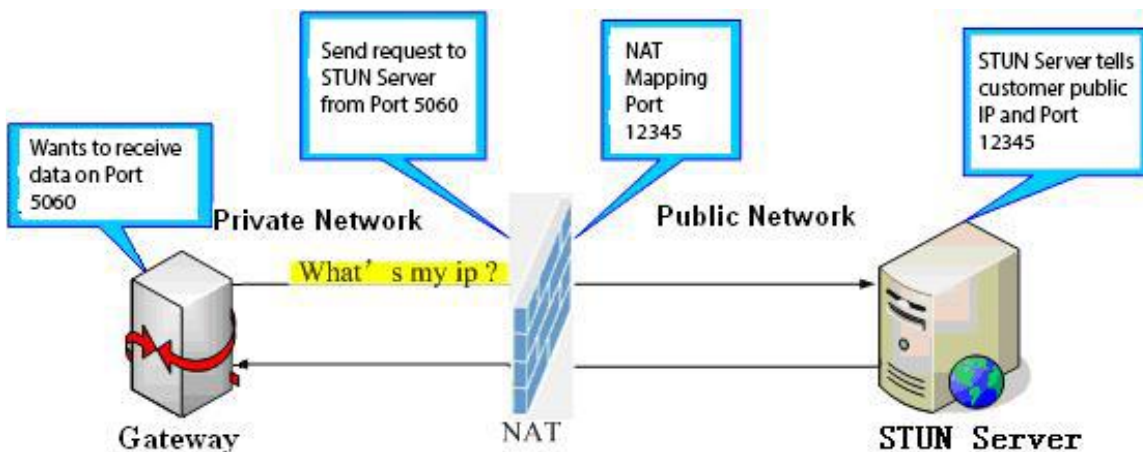 Send request to
STUN Server
from Port 5060
NAT
Mapping
Port
12345
STUN Server tells
customer public
IP and Port
12345
Wants to receive
data on Port
5060
Private Network
Public Network
What’s my ip?
Gateway
NAT
STUN Server